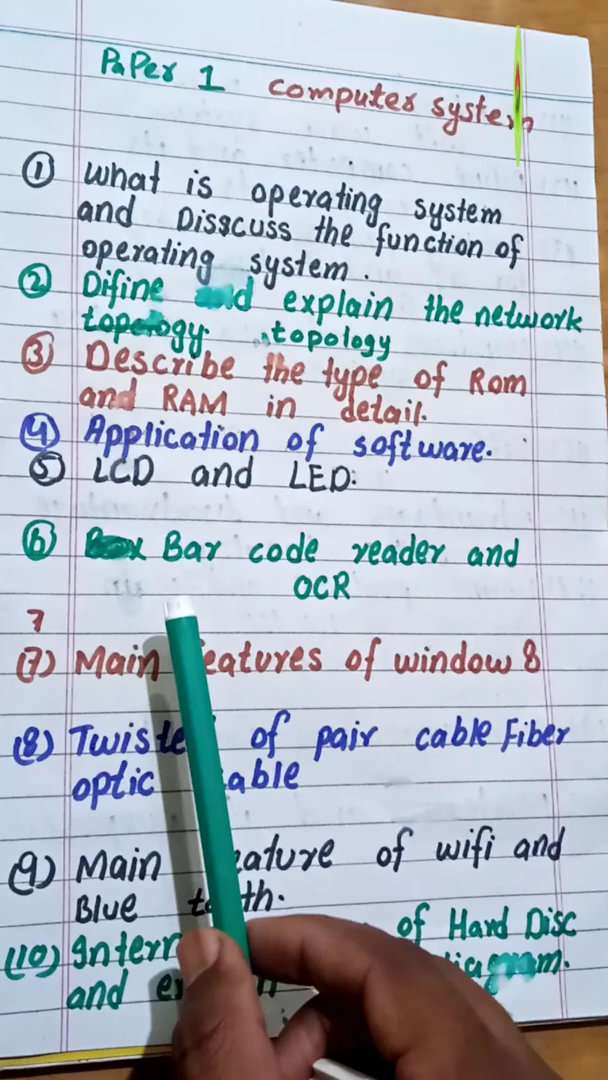 PaPer 1 computer system
① what is operating system
and Disscuss the function of
operating system.
② Difine and explain the network
topology. topology
③ Describe the type of Rom
and RAM in detail.
④ Application of software.
⑤ LCD and LED.
⑥ Bar code reader and
OCR
7
(7) Main eatures of window 8
(8) Twiste of pair cable Fiber
optic able
(9) Main eature of wifi and
Blue t th.
(10) Intern of Hard Disc
and ex diagram.